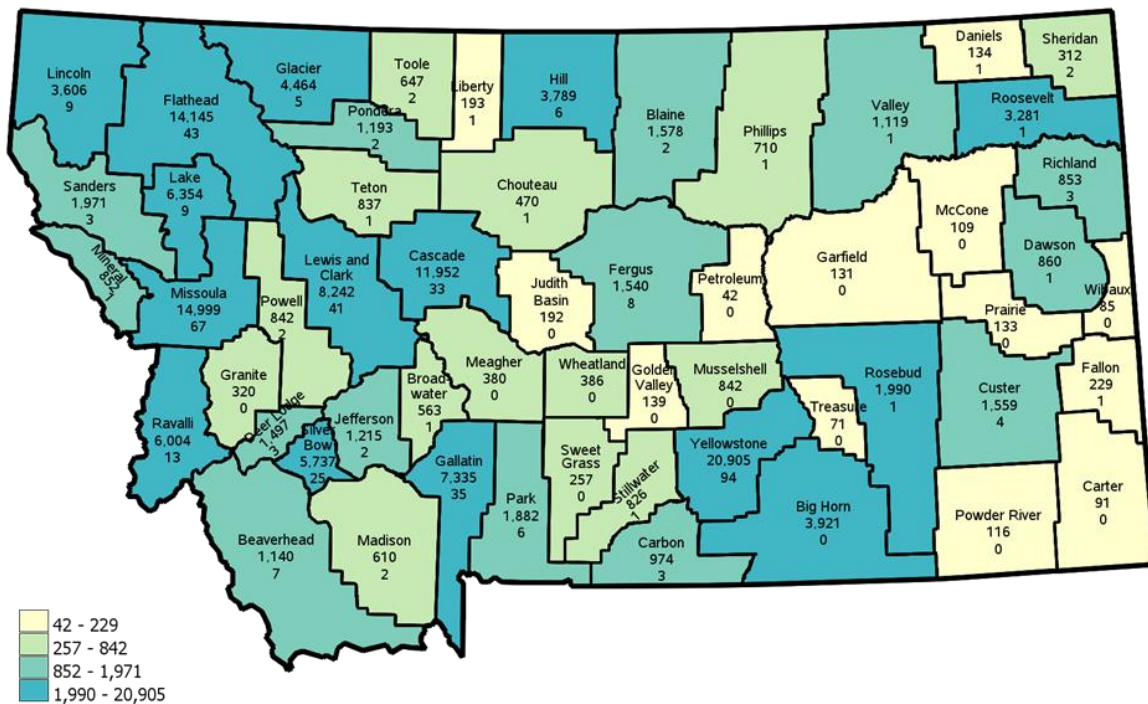 Lincoln
3,606
9
Flathead
14,145
43
Glacier
4,464
5
Toole
647
2
Liberty
193
1
Hill
3,789
6
Blaine
1,578
2
Phillips
710
1
Valley
1,119
1
Daniels
134
1
Sheridan
312
2
Roosevelt
3,281
1
Pondera
1,193
2
Sanders
1,971
3
Lake
6,354
9
Teton
837
1
Chouteau
470
1
Richland
853
3
McCone
109
0
Dawson
860
1
Garfield
131
0
Mineral
Missoula
14,999
67
Powell
842
2
Lewis and
Clark
8,242
41
Cascade
11,952
33
Judith
Basin
192
0
Fergus
1,540
8
Petroleum
42
0
Prairie
133
0
Wibaux
85
0
Granite
320
0
Meagher
380
0
Wheatland
386
0
Golden
Valley
139
0
Musselshell
842
0
Treasure
71
0
Rosebud
1,990
1
Custer
1,559
4
Fallon
229
1
Ravalli
6,004
13
Deer Lodge
1,497
3
Silver
Bow
5,737
25
Jefferson
1,215
2
Broad
water
563
1
Gallatin
7,335
35
Park
1,882
6
Sweet
Grass
257
0
Stillwater
826
1
Yellowstone
20,905
94
Big Horn
3,921
0
Powder River
116
0
Carter
91
0
Beaverhead
1,140
7
Madison
610
2
Carbon
974
3
42 - 229
257 - 842
852 - 1,971
1,990 - 20,905